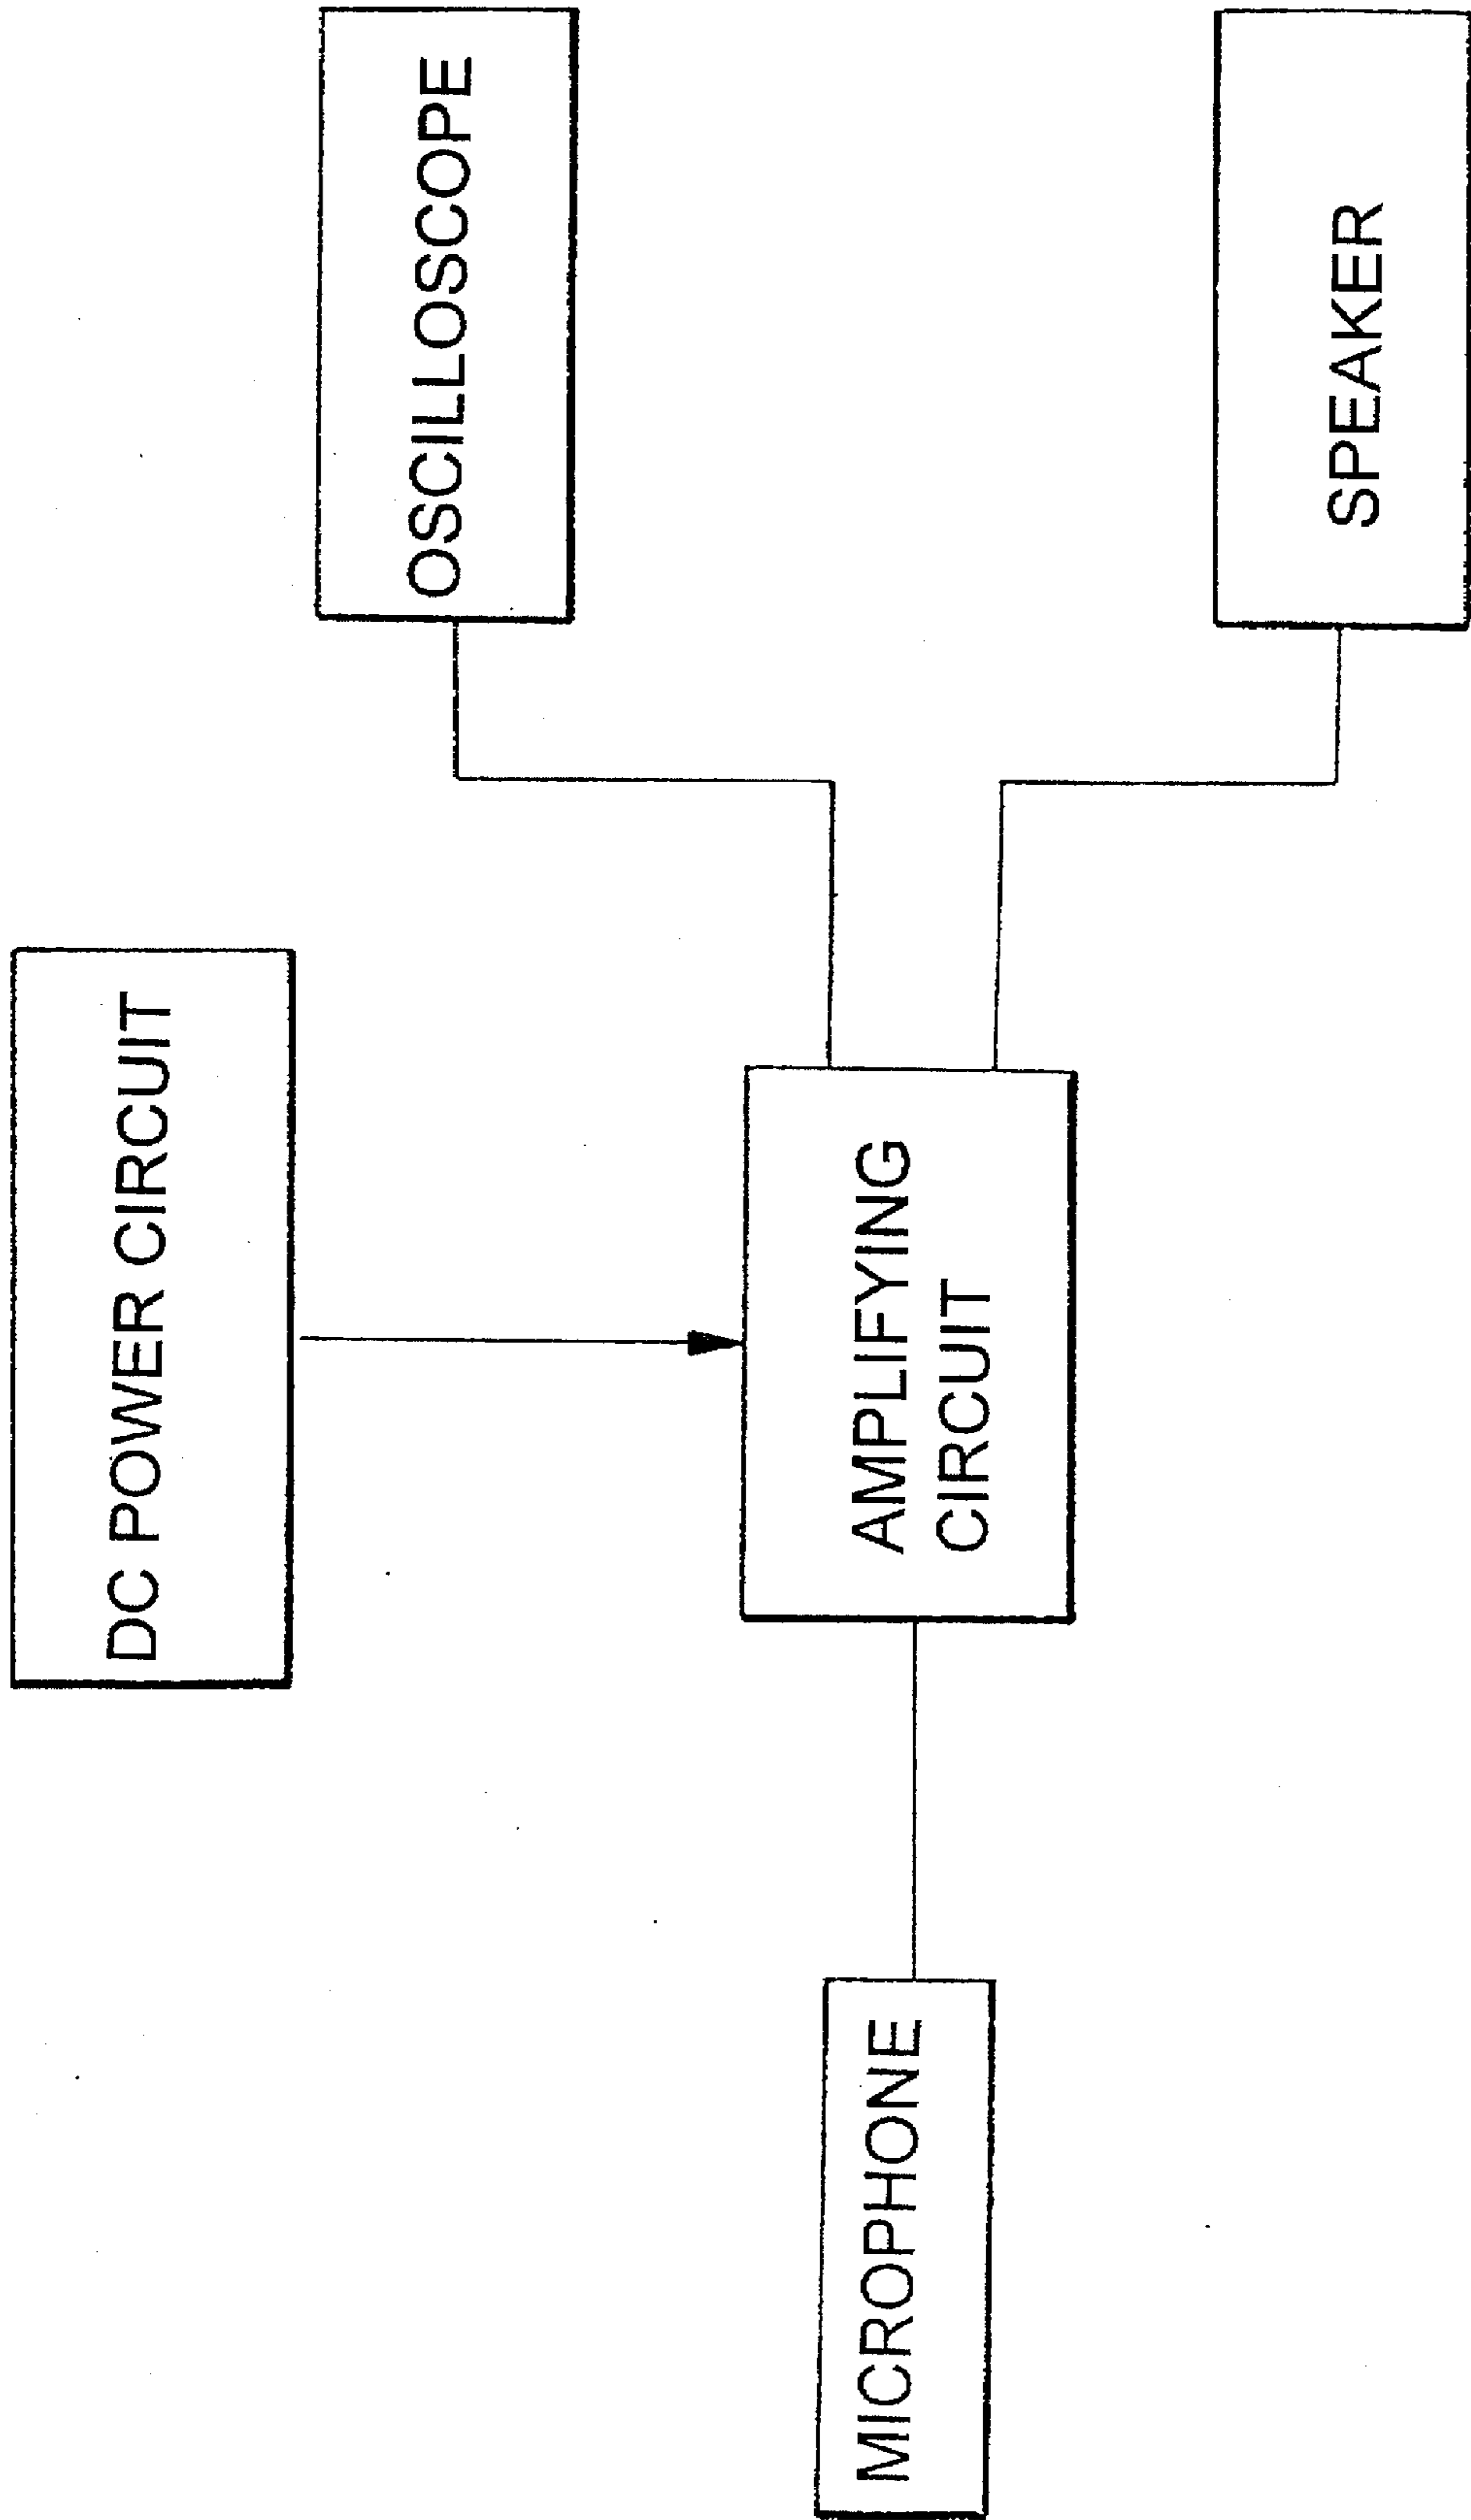 DC POWER CIRCUIT
OSCILLOSCOPE
MICROPHONE
AMPLIFYING
CIRCUIT
SPEAKER